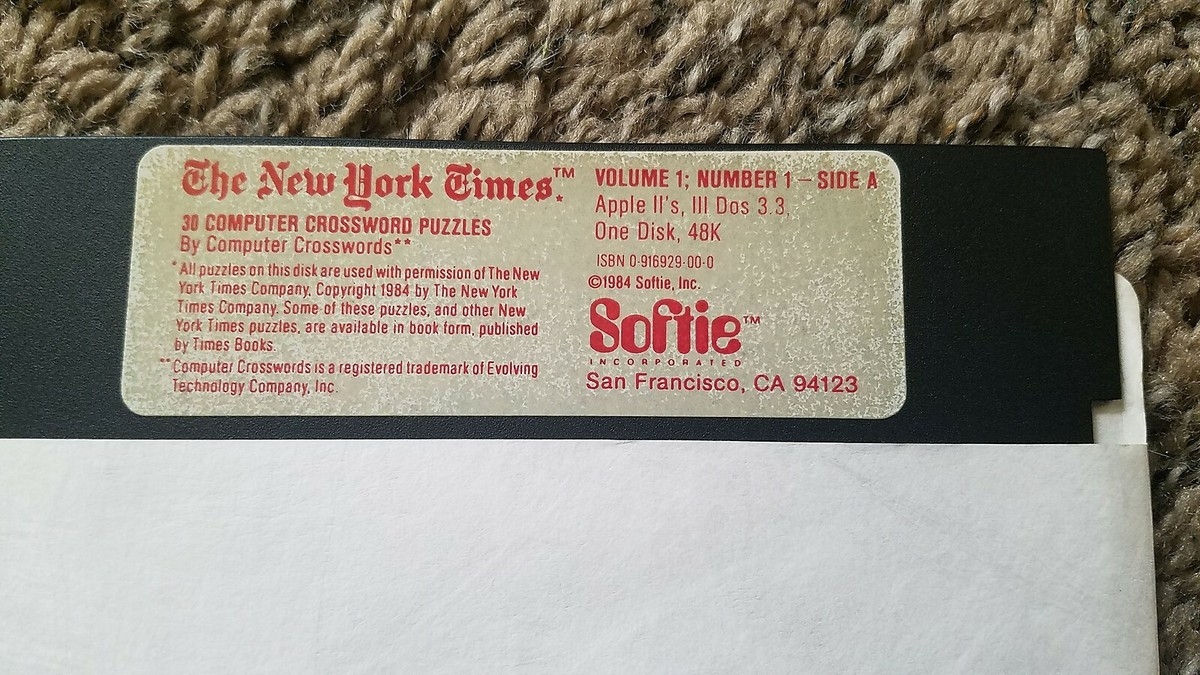 The New York Times.™
30 COMPUTER CROSSWORD PUZZLES
By Computer Crosswords**
*All puzzles on this disk are used with permission of The New
York Times Company. Copyright 1984 by The New York
Times Company. Some of these puzzles, and other New
York Times puzzles, are available in book form, published
by Times Books.
**Computer Crosswords is a registered trademark of Evolving
Technology Company, Inc.
VOLUME 1; NUMBER 1 — SIDE A
Apple II's, III Dos 3.3,
One Disk, 48K
ISBN 0-916929-00-0
©1984 Softie, Inc.
Softie™
INCORPORATED
San Francisco, CA 94123